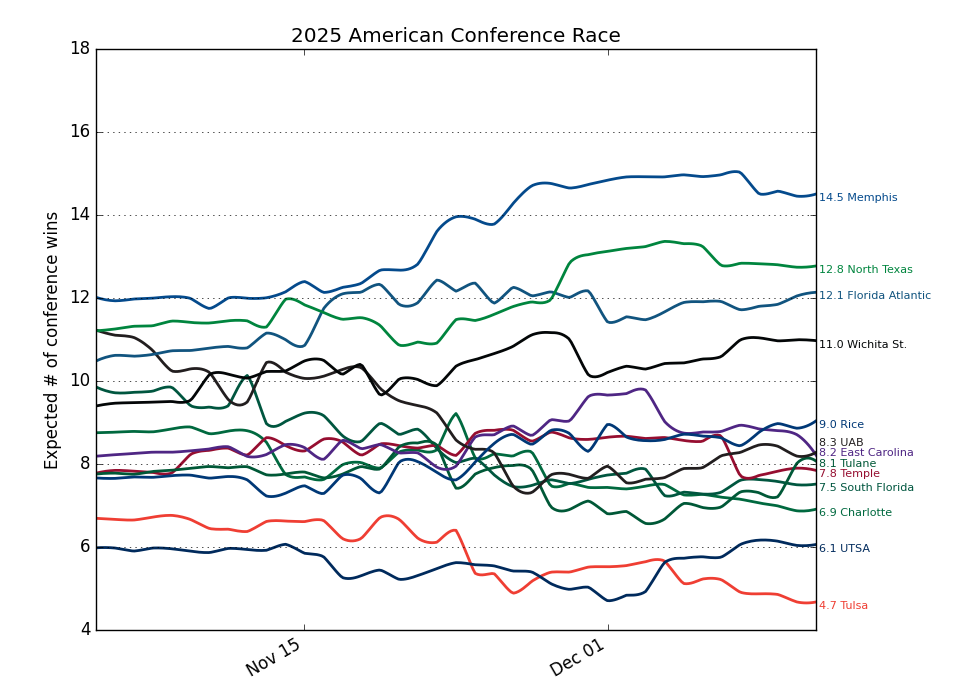 2025 American Conference Race
Expected # of conference wins
18
16
14
12
10
8
6
4
Nov 15
Dec 01
14.5 Memphis
12.8 North Texas
12.1 Florida Atlantic
11.0 Wichita St.
9.0 Rice
8.3 UAB
8.2 East Carolina
8.1 Tulane
7.8 Temple
7.5 South Florida
6.9 Charlotte
6.1 UTSA
4.7 Tulsa